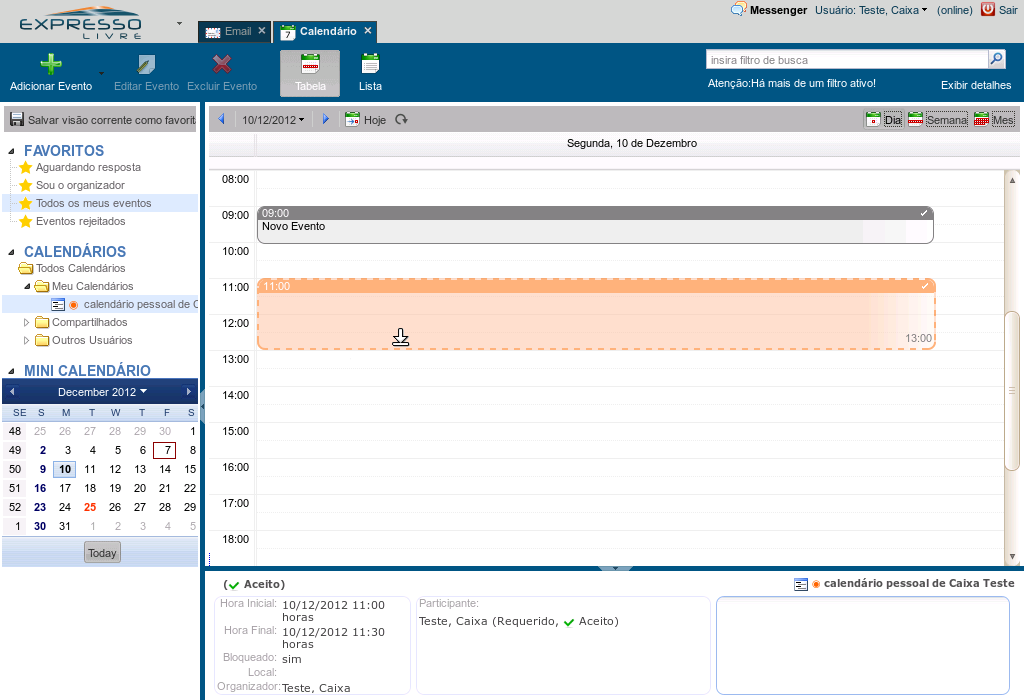 EXPRESSO
LIVRE
Email
Calendário
Messenger
Usuário: Teste, Caixa
(online)
Sair
Adicionar Evento
Editar Evento
Excluir Evento
Tabela
Lista
insira filtro de busca
Atenção:Há mais de um filtro ativo!
Exibir detalhes
Salvar visão corrente como favorit
FAVORITOS
Aguardando resposta
Sou o organizador
Todos os meus eventos
Eventos rejeitados
CALENDÁRIOS
Todos Calendários
Meu Calendários
calendário pessoal de C
Compartilhados
Outros Usuários
MINI CALENDÁRIO
December 2012
SE S M T W T F S
48 25 26 27 28 29 30 1
49 2 3 4 5 6 7 8
50 9 10 11 12 13 14 15
51 16 17 18 19 20 21 22
52 23 24 25 26 27 28 29
1 30 31 1 2 3 4 5
Today
10/12/2012
Hoje
Dia
Semana
Mes
Segunda, 10 de Dezembro
08:00
09:00
09:00
Novo Evento
10:00
11:00
11:00
12:00
13:00
13:00
14:00
15:00
16:00
17:00
18:00
(✓ Aceito)
calendário pessoal de Caixa Teste
Hora Inicial: 10/12/2012 11:00
horas
Hora Final: 10/12/2012 11:30
horas
Bloqueado: sim
Local:
Organizador: Teste, Caixa
Participante:
Teste, Caixa (Requerido, ✓ Aceito)